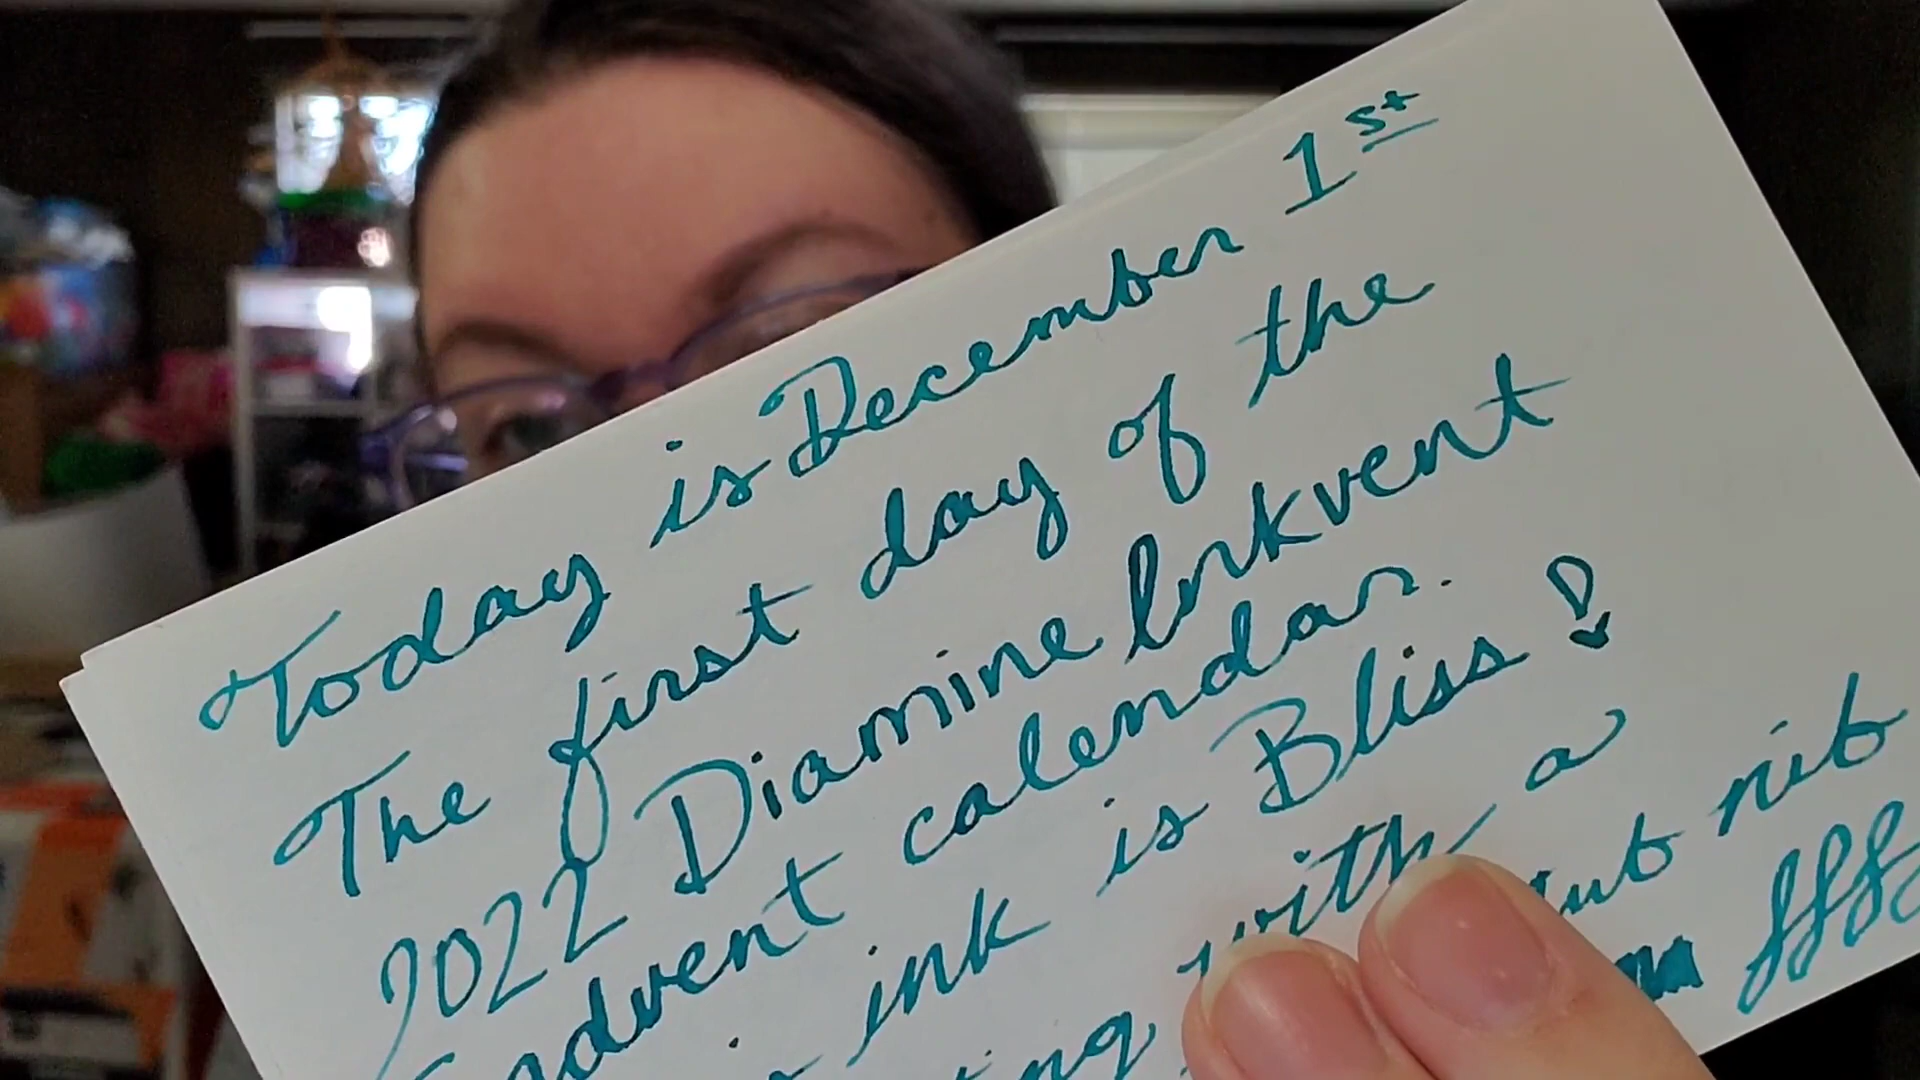 Today is December 1st
The first day of the
2022 Diamine Inkvent
advent calendar.
ink is Bliss!
with a
nib